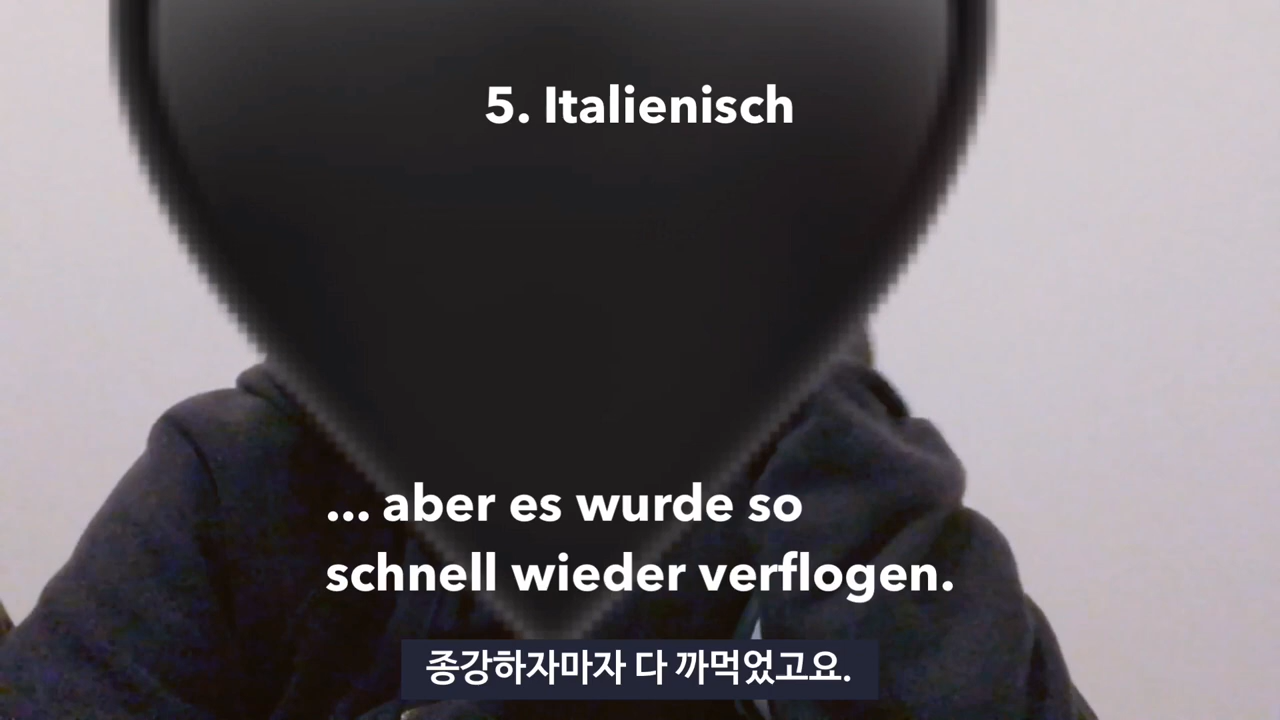 5. Italienisch
... aber es wurde so
schnell wieder verflogen.
종강하자마자 다 까먹었고요.